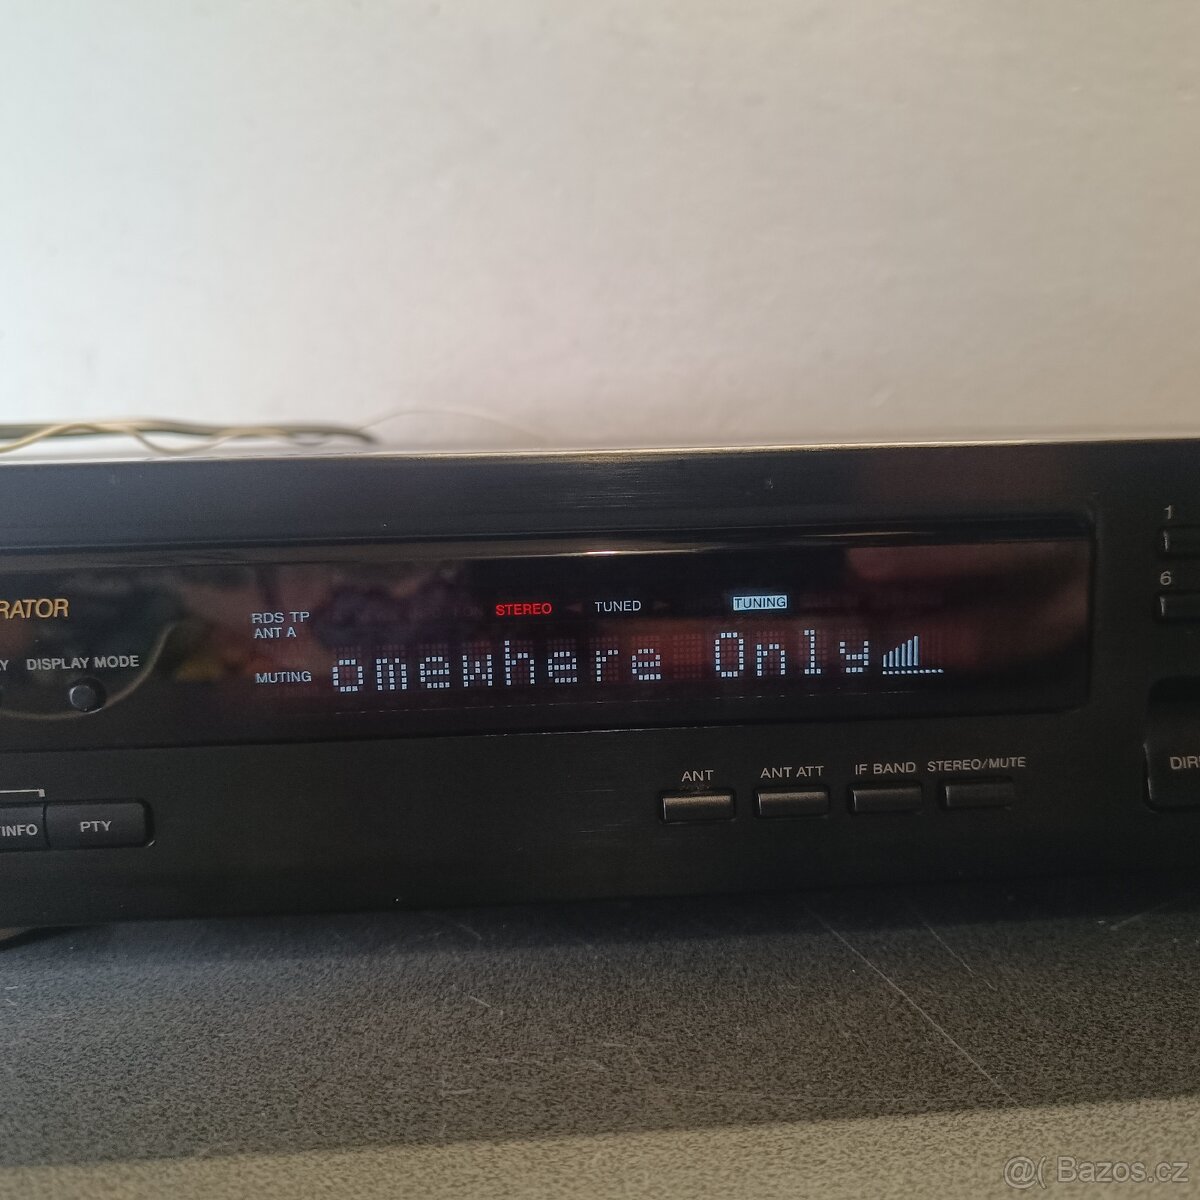 1
6
RATOR
Y DISPLAY MODE
RDS TP
ANT A
MUTING
STEREO TUNED TUNING
omewhere Only
ANT ANT ATT IF BAND STEREO/MUTE
DIR
INFO PTY
@( Bazos.cz